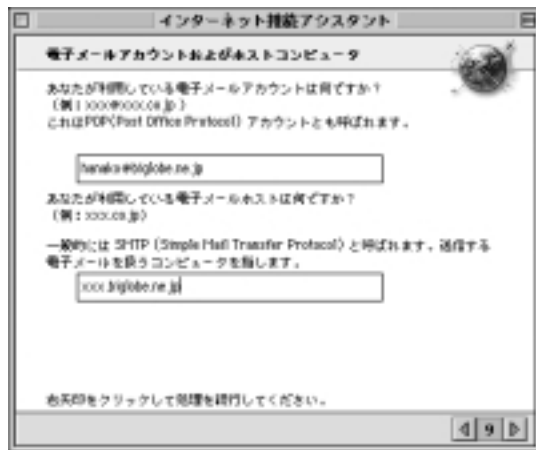 インターネット接続アシスタント
電子メールアカウントおよびホストコンピュータ
あなたが利用している電子メールアカウントは何ですか？
（例：xxx@xxx.co.jp）
これはPOP(Post Office Protocol) アカウントとも呼ばれます。
hanako@biglobe.ne.jp
あなたが利用している電子メールホストは何ですか？
（例：xxx.co.jp）
一般的には SMTP (Simple Mail Transfer Protocol) と呼ばれます。送信する
電子メールを扱うコンピュータを指します。
xxx.biglobe.ne.jp
右矢印をクリックして処理を続行してください。
9